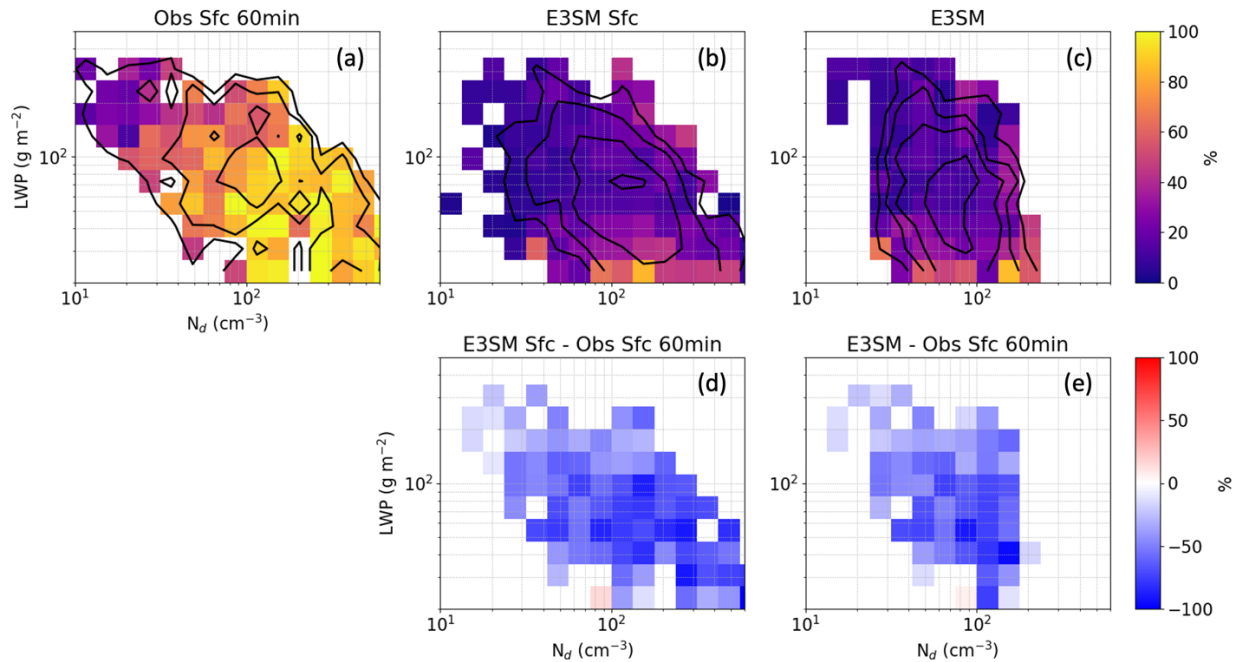 Obs Sfc 60min
E3SM Sfc
E3SM
(a)
(b)
(c)
LWP (g m⁻²)
10²
10²
10²
10¹
10²
10¹
10²
10¹
10²
N_d (cm⁻³)
100
80
60
40
20
0
%
E3SM Sfc - Obs Sfc 60min
E3SM - Obs Sfc 60min
(d)
(e)
LWP (g m⁻²)
10²
10²
10¹
10²
10¹
10²
N_d (cm⁻³)
N_d (cm⁻³)
100
50
0
−50
−100
%